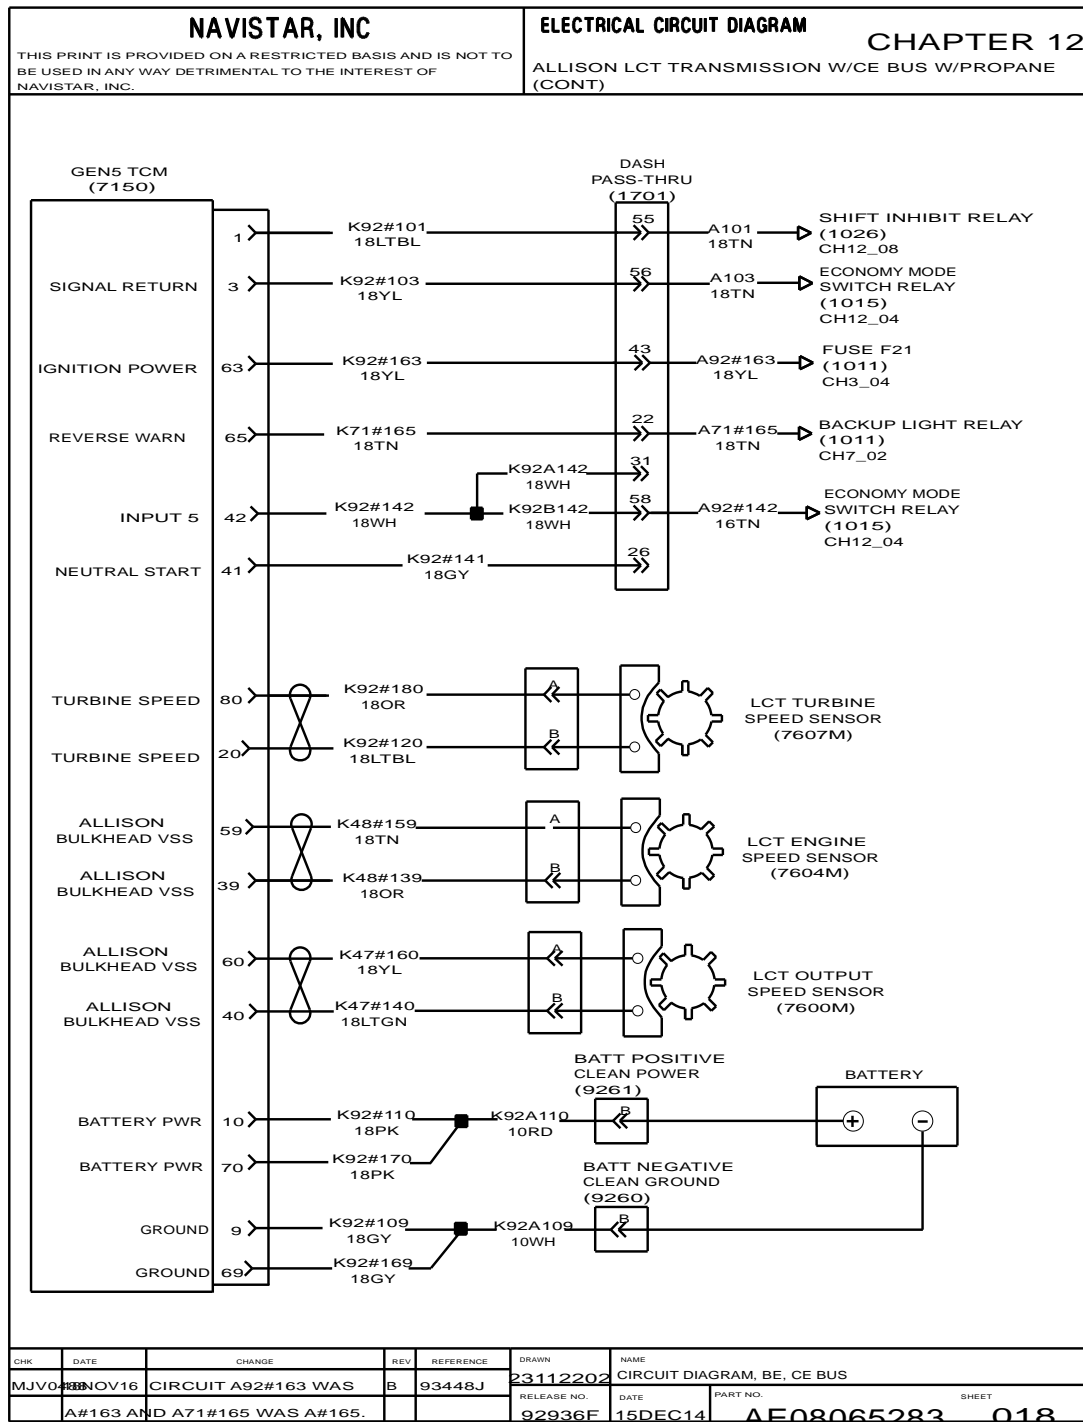 NAVISTAR, INC
THIS PRINT IS PROVIDED ON A RESTRICTED BASIS AND IS NOT TO
BE USED IN ANY WAY DETRIMENTAL TO THE INTEREST OF
NAVISTAR, INC.
ELECTRICAL CIRCUIT DIAGRAM
CHAPTER 12
ALLISON LCT TRANSMISSION W/CE BUS W/PROPANE
(CONT)
GEN5 TCM
(7150)
DASH
PASS-THRU
(1701)
1
K92#101
18LTBL
55
A101
18TN
SHIFT INHIBIT RELAY
(1026)
CH12_08
SIGNAL RETURN
3
K92#103
18YL
56
A103
18TN
ECONOMY MODE
SWITCH RELAY
(1015)
CH12_04
IGNITION POWER
63
K92#163
18YL
43
A92#163
18YL
FUSE F21
(1011)
CH3_04
REVERSE WARN
65
K71#165
18TN
22
A71#165
18TN
BACKUP LIGHT RELAY
(1011)
CH7_02
K92A142
18WH
31
INPUT 5
42
K92#142
18WH
K92B142
18WH
58
A92#142
16TN
ECONOMY MODE
SWITCH RELAY
(1015)
CH12_04
NEUTRAL START
41
K92#141
18GY
26
TURBINE SPEED
80
K92#180
18OR
A
TURBINE SPEED
20
K92#120
18LTBL
B
LCT TURBINE
SPEED SENSOR
(7607M)
ALLISON
BULKHEAD VSS
59
K48#159
18TN
A
ALLISON
BULKHEAD VSS
39
K48#139
18OR
B
LCT ENGINE
SPEED SENSOR
(7604M)
ALLISON
BULKHEAD VSS
60
K47#160
18YL
A
ALLISON
BULKHEAD VSS
40
K47#140
18LTGN
B
LCT OUTPUT
SPEED SENSOR
(7600M)
BATT POSITIVE
CLEAN POWER
(9261)
BATTERY
BATTERY PWR
10
K92#110
18PK
K92A110
10RD
B
+
−
BATTERY PWR
70
K92#170
18PK
BATT NEGATIVE
CLEAN GROUND
(9260)
GROUND
9
K92#109
18GY
K92A109
10WH
B
GROUND
69
K92#169
18GY
CHK
DATE
CHANGE
REV
REFERENCE
DRAWN
NAME
NOV16
CIRCUIT A92#163 WAS
B
93448J
23112202
CIRCUIT DIAGRAM, BE, CE BUS
A#163 AND A71#165 WAS A#165.
RELEASE NO.
DATE
PART NO.
SHEET
92936F
15DEC14
AE08065283
018